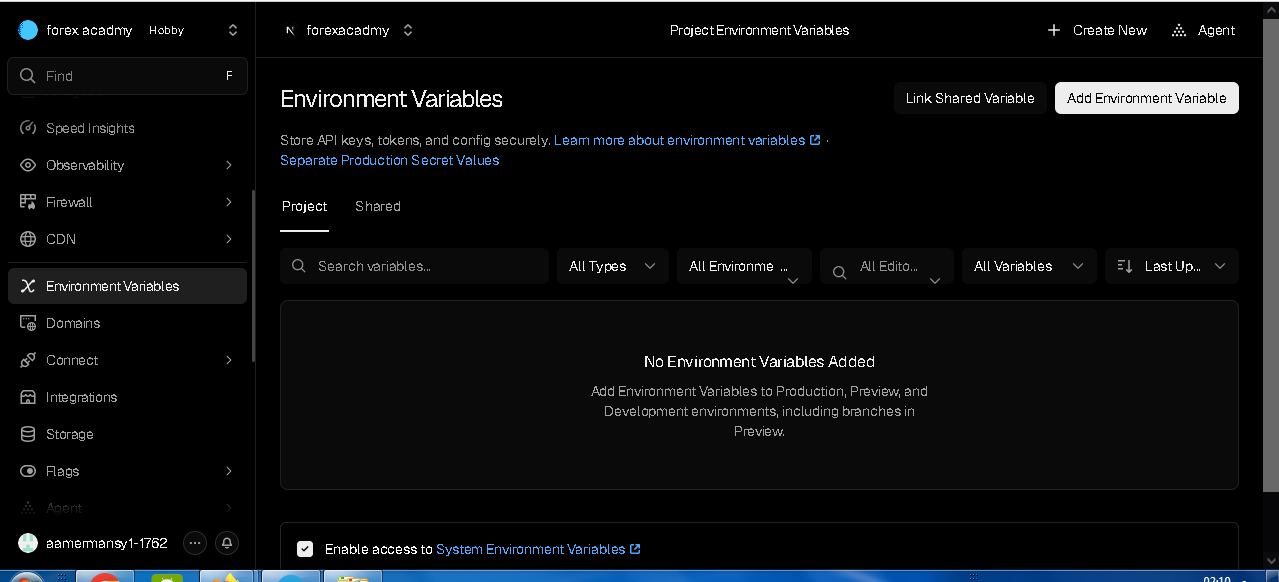 forex acadmy Hobby
forexacadmy
Project Environment Variables
Create New
Agent
Find F
Speed Insights
Observability
Firewall
CDN
Environment Variables
Domains
Connect
Integrations
Storage
Flags
Agent
aamermansy1-1762
Environment Variables
Link Shared Variable
Add Environment Variable
Store API keys, tokens, and config securely. Learn more about environment variables ·
Separate Production Secret Values
Project Shared
Search variables...
All Types
All Environme ...
All Edito...
All Variables
Last Up...
No Environment Variables Added
Add Environment Variables to Production, Preview, and
Development environments, including branches in
Preview.
Enable access to System Environment Variables
02:10